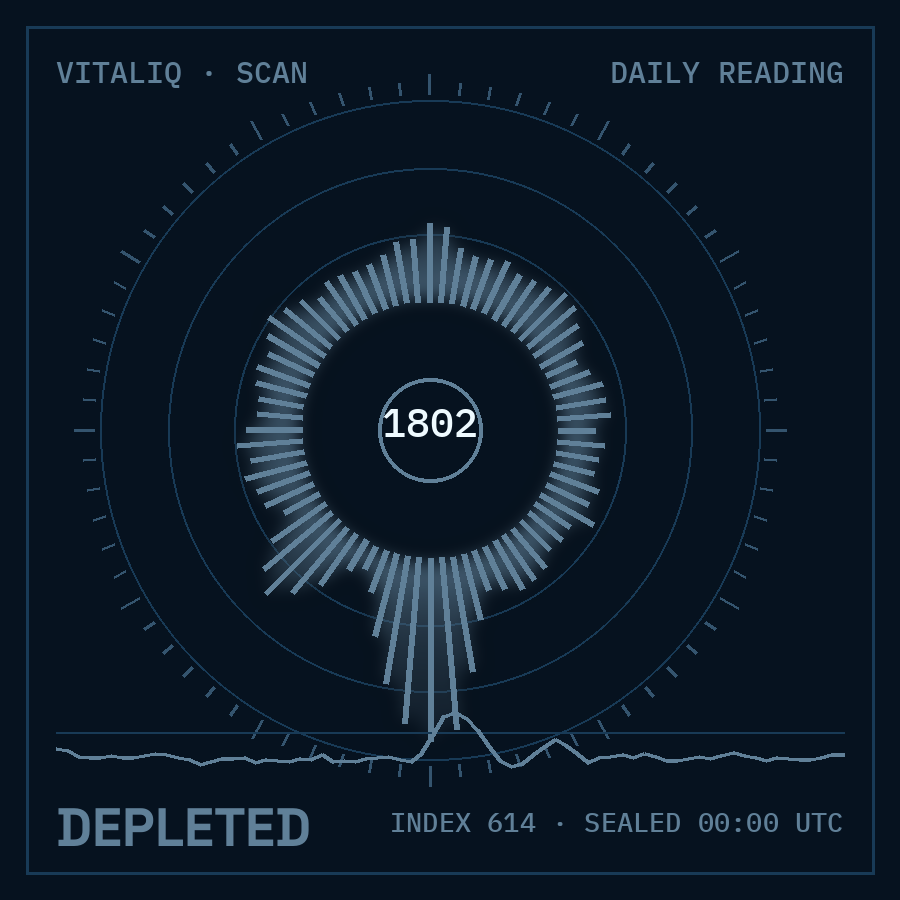 VITALIQ · SCAN
DAILY READING
1802
DEPLETED
INDEX 614 · SEALED 00:00 UTC